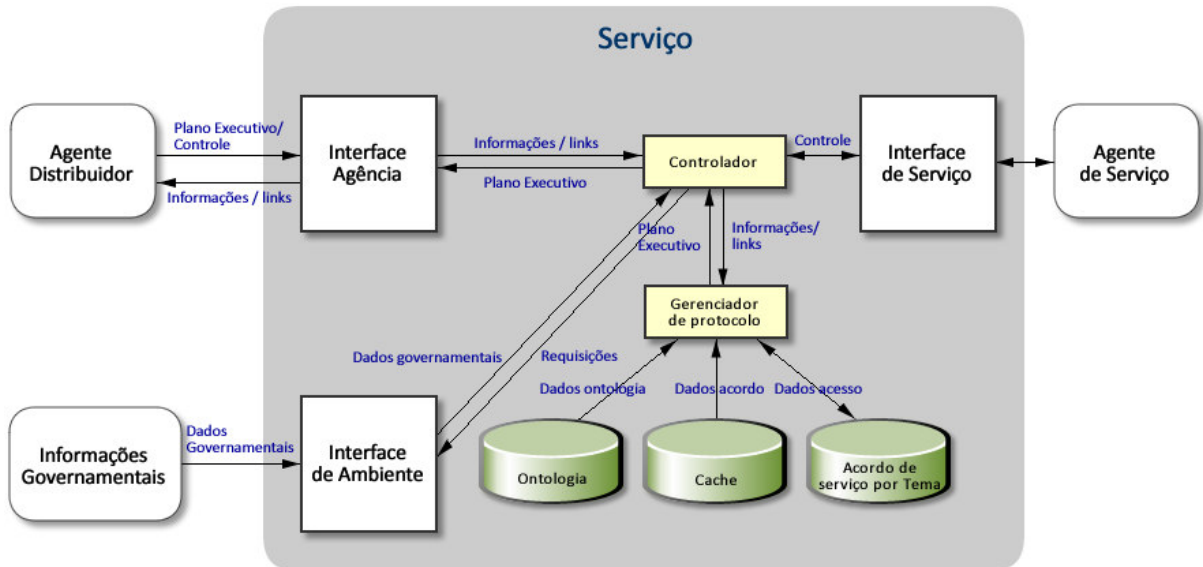 Serviço
Agente
Distribuidor
Plano Executivo/
Controle
Informações / links
Interface
Agência
Informações / links
Plano Executivo
Controlador
Controle
Interface
de Serviço
Agente
de Serviço
Plano
Executivo
Informações/
links
Gerenciador
de protocolo
Dados governamentais
Requisições
Dados ontologia
Dados acordo
Dados acesso
Informações
Governamentais
Dados
Governamentais
Interface
de Ambiente
Ontologia
Cache
Acordo de
serviço por Tema